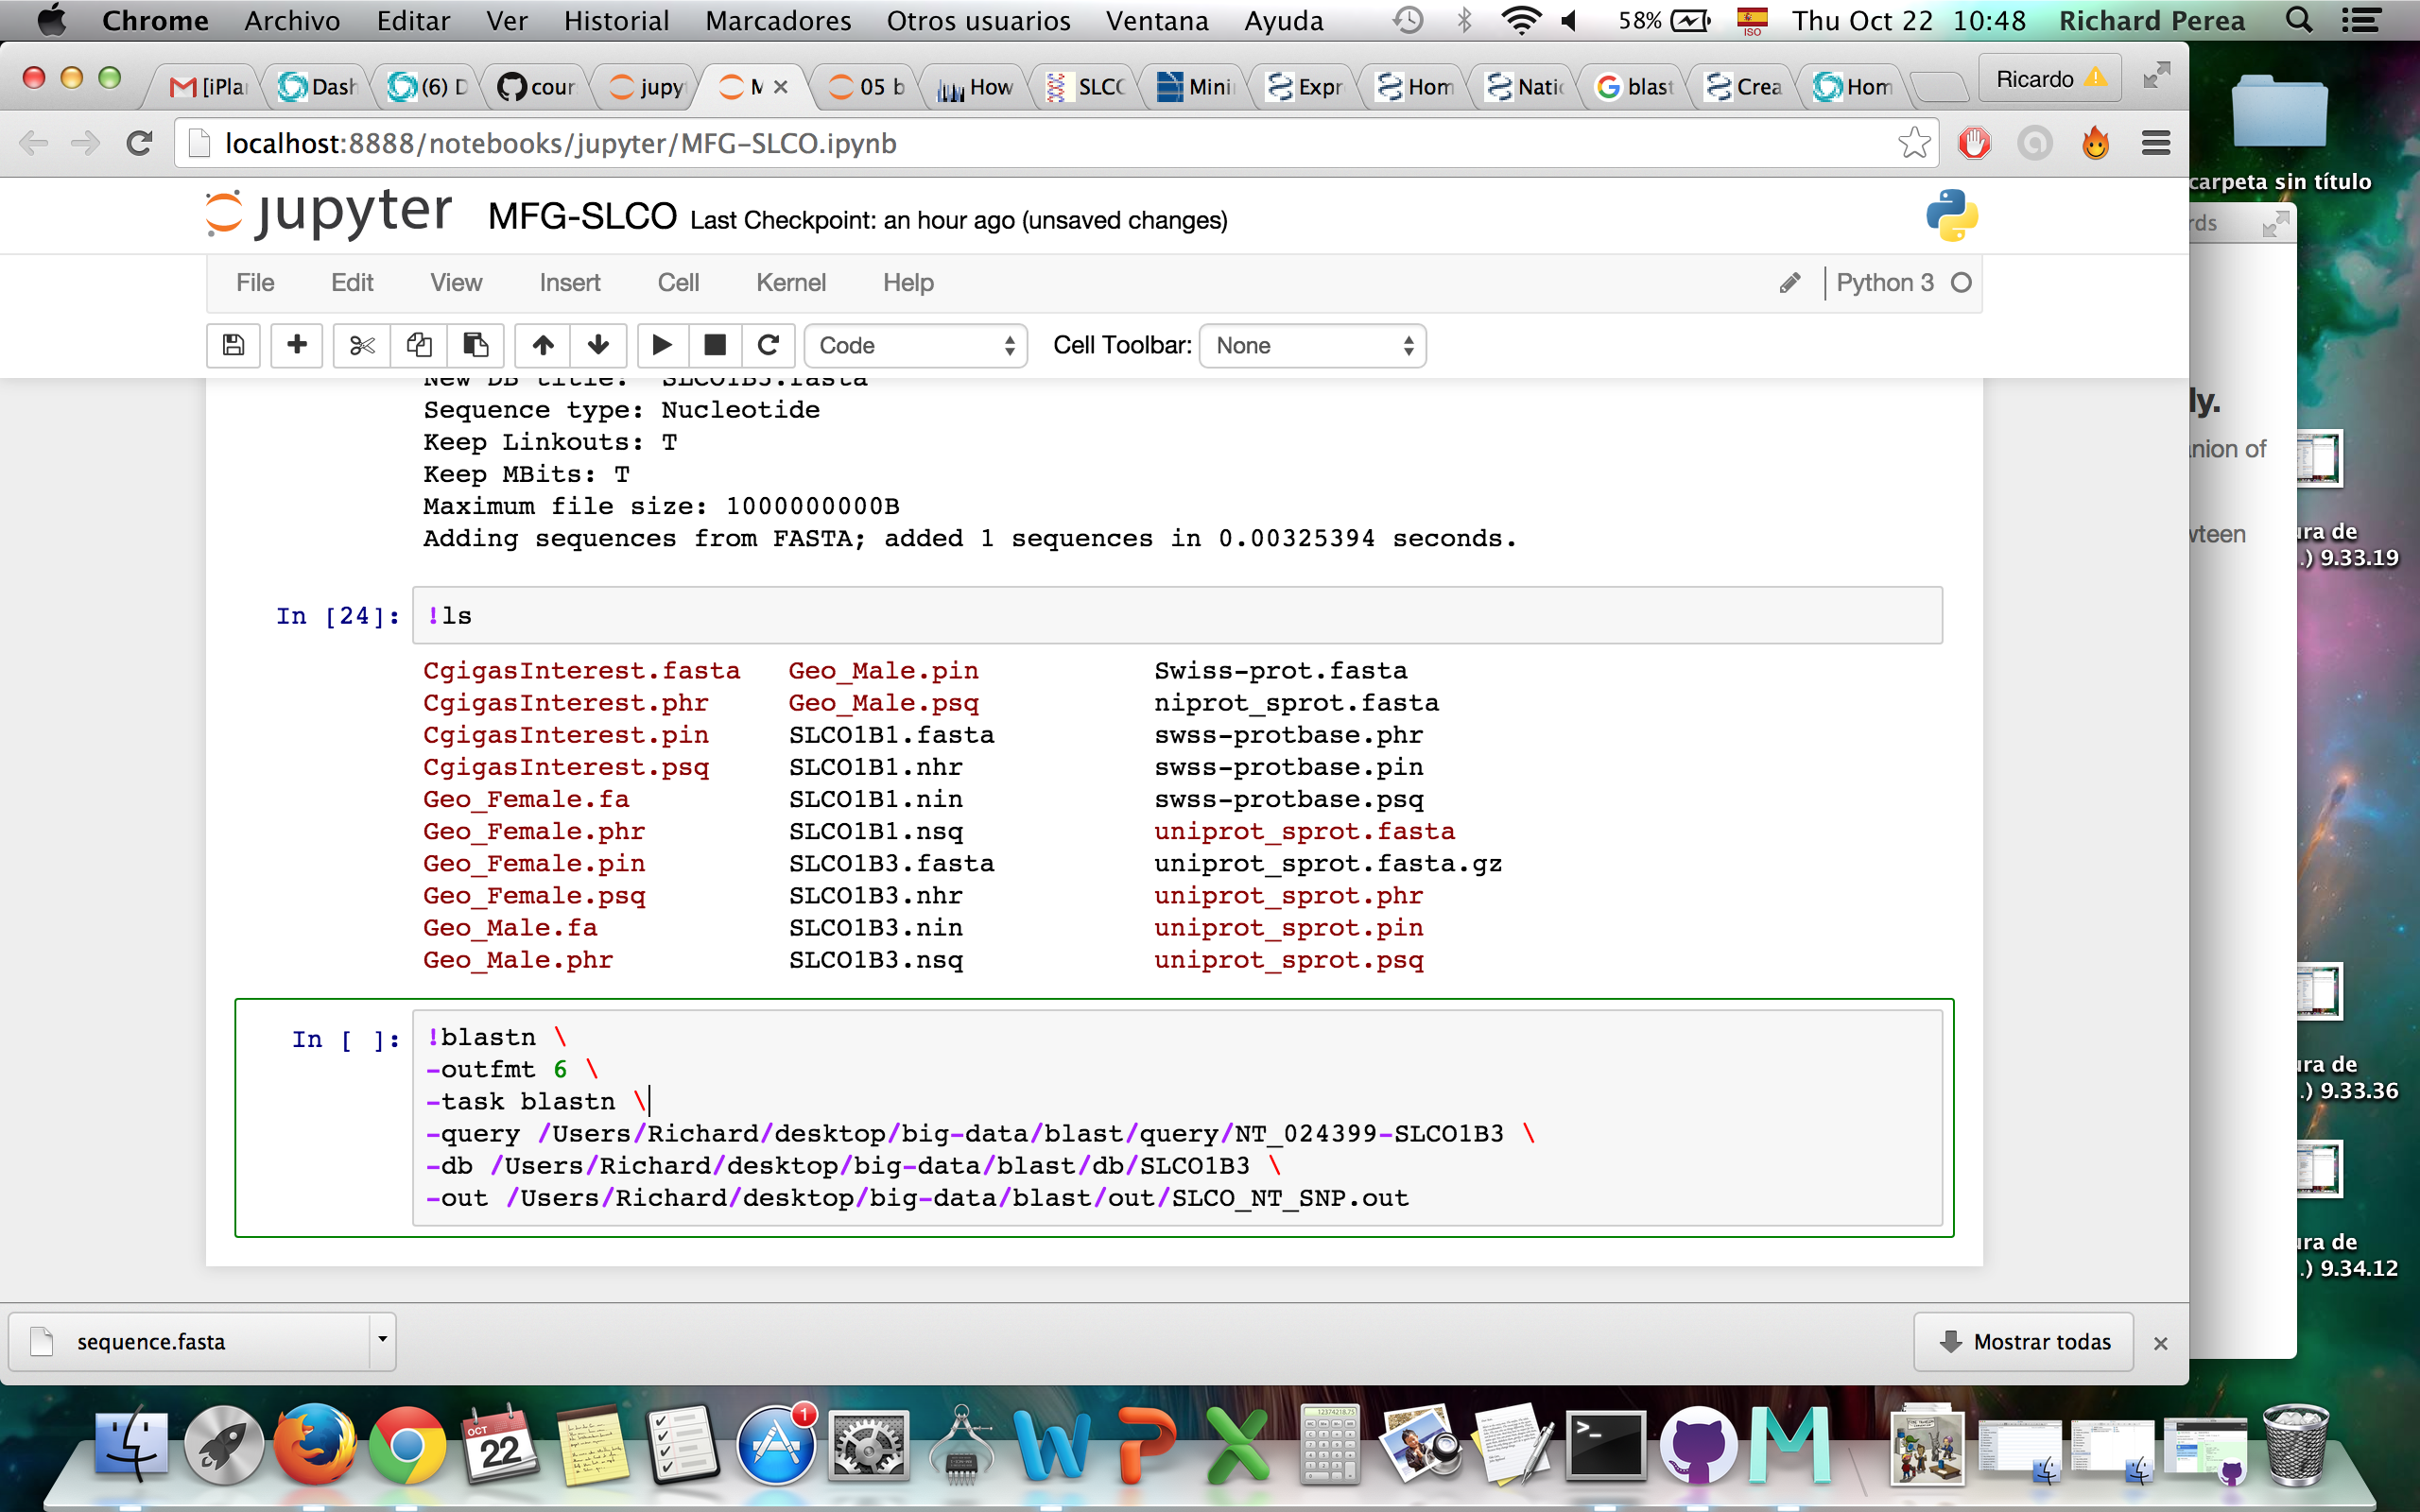 Chrome Archivo Editar Ver Historial Marcadores Otros usuarios Ventana Ayuda 58% ISO Thu Oct 22 10:48 Richard Perea
[iPla Dash (6) D cour jupy M 05 b How SLCO Mini Expr Hom Natio blast Crea Hom Ricardo
localhost:8888/notebooks/jupyter/MFG-SLCO.ipynb
carpeta sin título
jupyter MFG-SLCO Last Checkpoint: an hour ago (unsaved changes)
rds
File Edit View Insert Cell Kernel Help Python 3
Code Cell Toolbar: None
New DB title: SLCO1B3.fasta
Sequence type: Nucleotide
Keep Linkouts: T
Keep MBits: T
Maximum file size: 1000000000B
Adding sequences from FASTA; added 1 sequences in 0.00325394 seconds.
ly.
nion of
wteen
ura de
.) 9.33.19
In [24]: !ls
CgigasInterest.fasta Geo_Male.pin Swiss-prot.fasta
CgigasInterest.phr Geo_Male.psq niprot_sprot.fasta
CgigasInterest.pin SLCO1B1.fasta swss-protbase.phr
CgigasInterest.psq SLCO1B1.nhr swss-protbase.pin
Geo_Female.fa SLCO1B1.nin swss-protbase.psq
Geo_Female.phr SLCO1B1.nsq uniprot_sprot.fasta
Geo_Female.pin SLCO1B3.fasta uniprot_sprot.fasta.gz
Geo_Female.psq SLCO1B3.nhr uniprot_sprot.phr
Geo_Male.fa SLCO1B3.nin uniprot_sprot.pin
Geo_Male.phr SLCO1B3.nsq uniprot_sprot.psq
In [ ]: !blastn \
-outfmt 6 \
-task blastn \
-query /Users/Richard/desktop/big-data/blast/query/NT_024399-SLCO1B3 \
-db /Users/Richard/desktop/big-data/blast/db/SLCO1B3 \
-out /Users/Richard/desktop/big-data/blast/out/SLCO_NT_SNP.out
ura de
.) 9.33.36
ura de
.) 9.34.12
sequence.fasta Mostrar todas
OCT
22
1